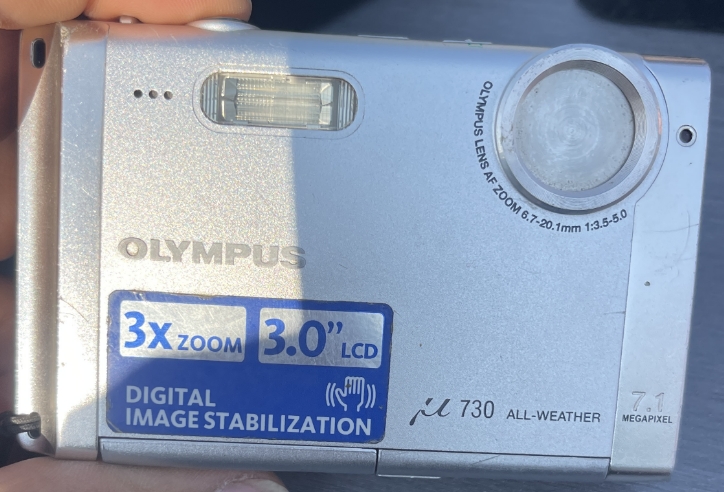 OLYMPUS LENS AF ZOOM 6.7-20.1mm 1:3.5-5.0
OLYMPUS
3x ZOOM
3.0” LCD
DIGITAL
IMAGE STABILIZATION
µ 730 ALL-WEATHER
7.1
MEGAPIXEL